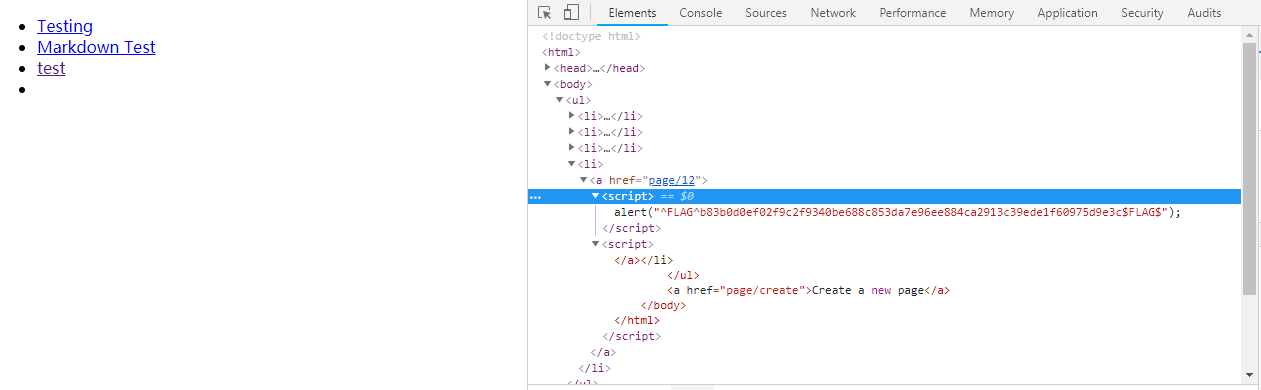 Testing
Markdown Test
test
Elements Console Sources Network Performance Memory Application Security Audits
<!doctype html>
<html>
<head>…</head>
<body>
<ul>
<li>…</li>
<li>…</li>
<li>…</li>
<li>
<a href="page/12">
… <script> == $0
alert("^FLAG^b83b0d0ef02f9c2f9340be688c853da7e96ee884ca2913c39ede1f60975d9e3c$FLAG$");
</script>
<script>
</a></li>
</ul>
<a href="page/create">Create a new page</a>
</body>
</html>
</script>
</a>
</li>
</ul>